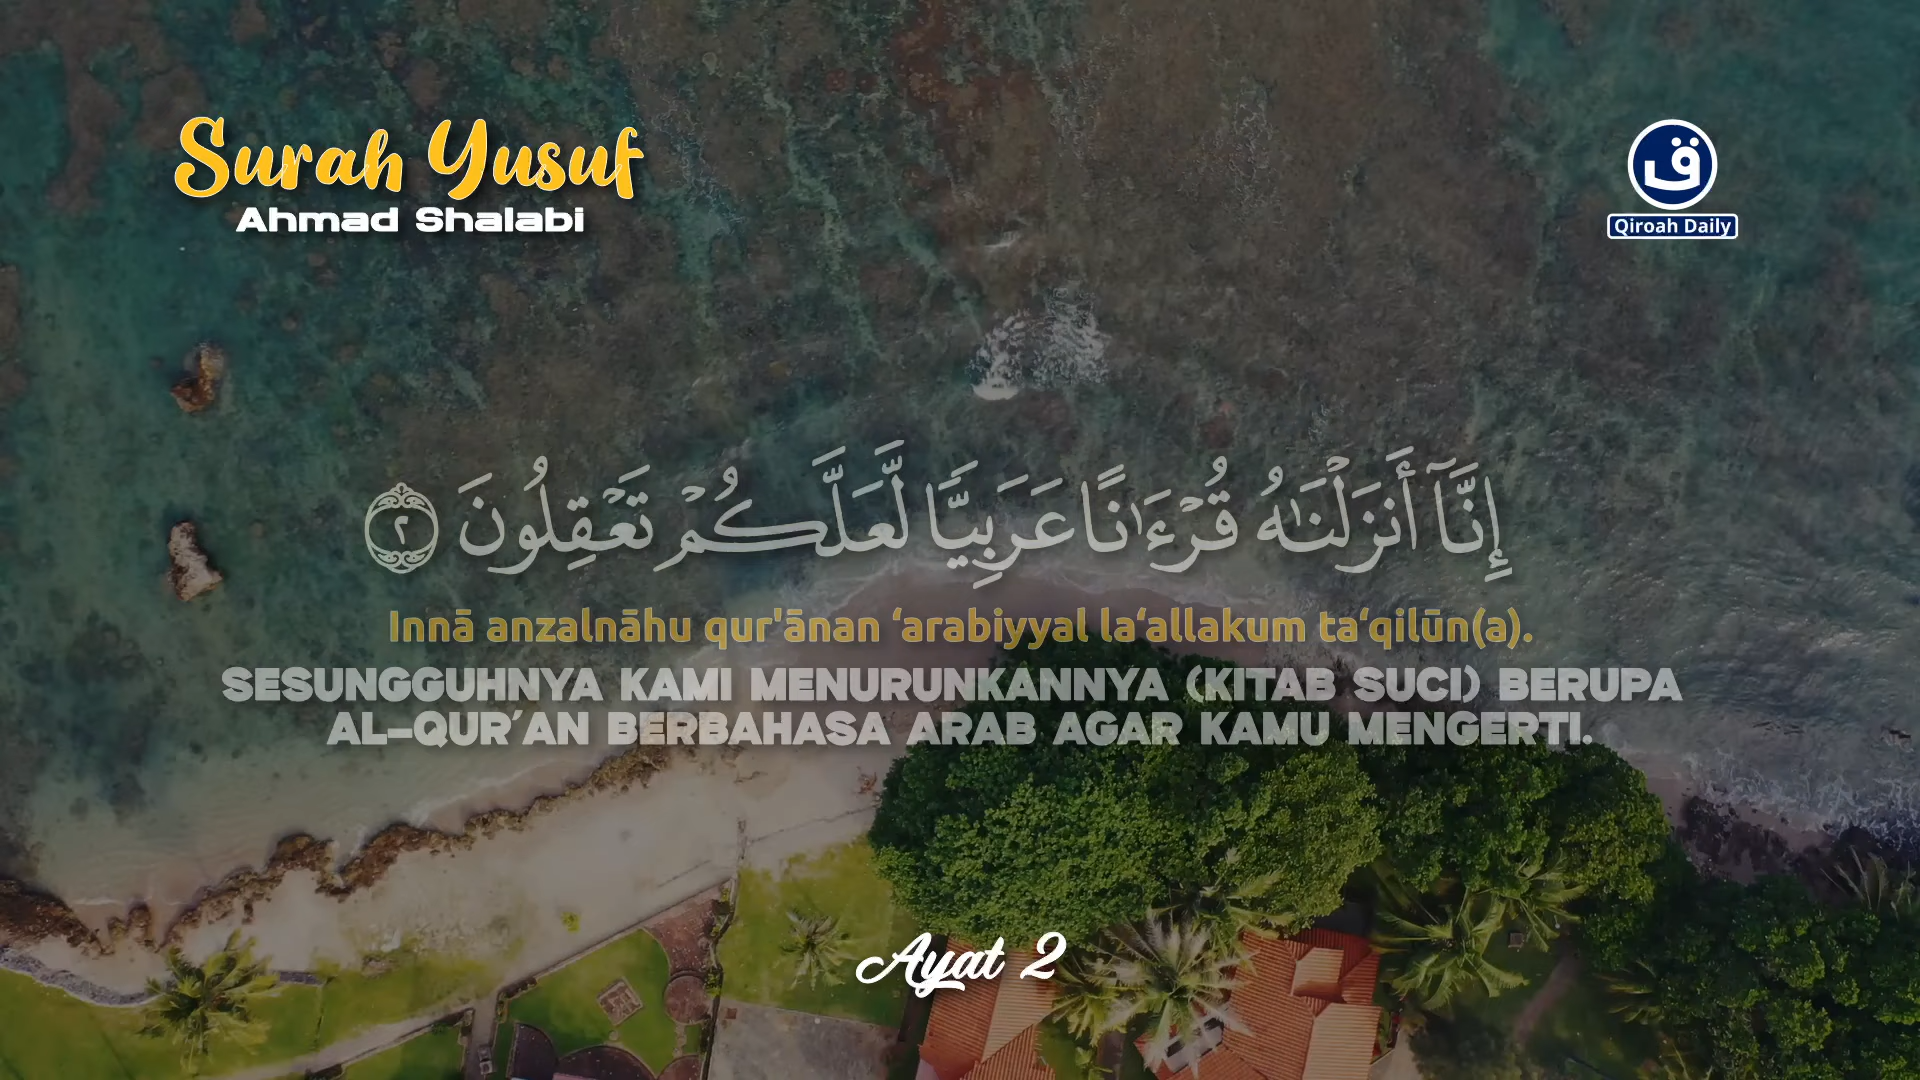 Surah Yusuf
Ahmad Shalabi
ق
Qiroah Daily
إِنَّآ أَنزَلْنَٰهُ قُرْءَٰنًا عَرَبِيًّا لَّعَلَّكُمْ تَعْقِلُونَ ٢
Innā anzalnāhu qur'ānan ‘arabiyyal la‘allakum ta‘qilūn(a).
SESUNGGUHNYA KAMI MENURUNKANNYA (KITAB SUCI) BERUPA
AL-QUR’AN BERBAHASA ARAB AGAR KAMU MENGERTI.
Ayat 2